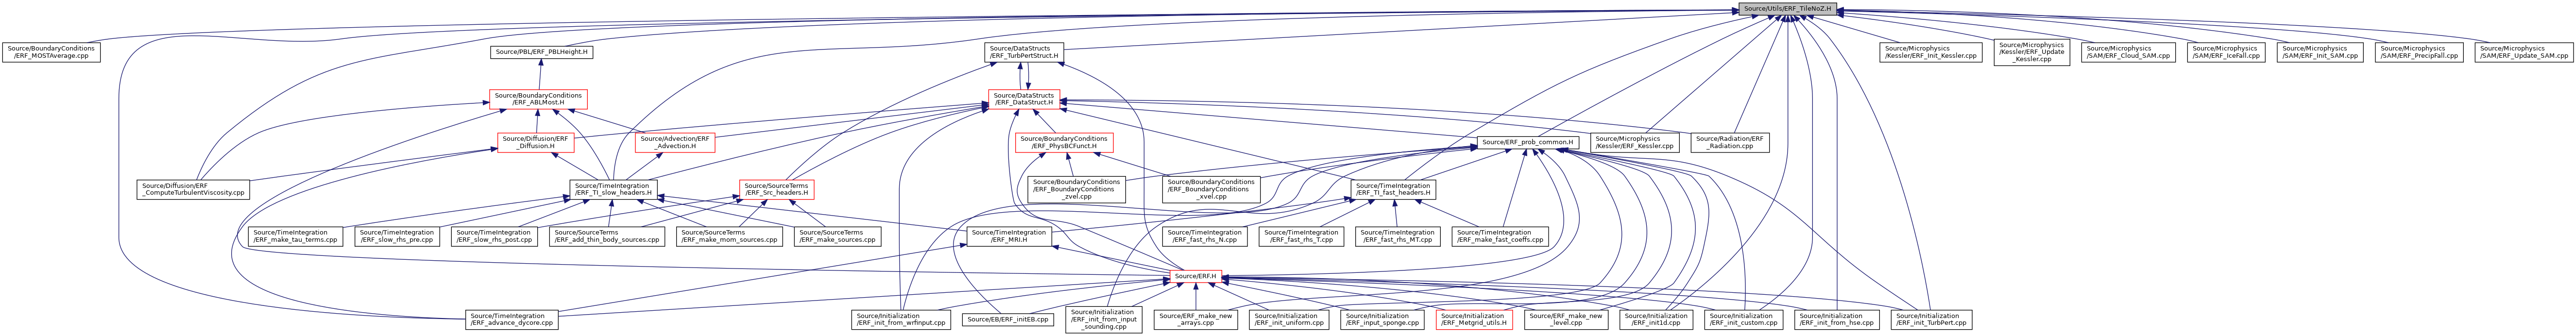 Source/Utils/ERF_TileNoZ.H
Source/BoundaryConditions
/ERF_MOSTAverage.cpp
Source/PBL/ERF_PBLHeight.H
Source/DataStructs
/ERF_TurbPertStruct.H
Source/Microphysics
/Kessler/ERF_Init_Kessler.cpp
Source/Microphysics
/Kessler/ERF_Update
_Kessler.cpp
Source/Microphysics
/SAM/ERF_Cloud_SAM.cpp
Source/Microphysics
/SAM/ERF_IceFall.cpp
Source/Microphysics
/SAM/ERF_Init_SAM.cpp
Source/Microphysics
/SAM/ERF_PrecipFall.cpp
Source/Microphysics
/SAM/ERF_Update_SAM.cpp
Source/BoundaryConditions
/ERF_ABLMost.H
Source/DataStructs
/ERF_DataStruct.H
Source/Diffusion/ERF
_Diffusion.H
Source/Advection/ERF
_Advection.H
Source/BoundaryConditions
/ERF_PhysBCFunct.H
Source/ERF_prob_common.H
Source/Microphysics
/Kessler/ERF_Kessler.cpp
Source/Radiation/ERF
_Radiation.cpp
Source/Diffusion/ERF
_ComputeTurbulentViscosity.cpp
Source/TimeIntegration
/ERF_TI_slow_headers.H
Source/SourceTerms
/ERF_Src_headers.H
Source/BoundaryConditions
/ERF_BoundaryConditions
_zvel.cpp
Source/BoundaryConditions
/ERF_BoundaryConditions
_xvel.cpp
Source/TimeIntegration
/ERF_TI_fast_headers.H
Source/TimeIntegration
/ERF_make_tau_terms.cpp
Source/TimeIntegration
/ERF_slow_rhs_pre.cpp
Source/TimeIntegration
/ERF_slow_rhs_post.cpp
Source/SourceTerms
/ERF_add_thin_body_sources.cpp
Source/SourceTerms
/ERF_make_mom_sources.cpp
Source/SourceTerms
/ERF_make_sources.cpp
Source/TimeIntegration
/ERF_MRI.H
Source/TimeIntegration
/ERF_fast_rhs_N.cpp
Source/TimeIntegration
/ERF_fast_rhs_T.cpp
Source/TimeIntegration
/ERF_fast_rhs_MT.cpp
Source/TimeIntegration
/ERF_make_fast_coeffs.cpp
Source/ERF.H
Source/TimeIntegration
/ERF_advance_dycore.cpp
Source/Initialization
/ERF_init_from_wrfinput.cpp
Source/EB/ERF_initEB.cpp
Source/Initialization
/ERF_init_from_input
_sounding.cpp
Source/ERF_make_new
_arrays.cpp
Source/Initialization
/ERF_init_uniform.cpp
Source/Initialization
/ERF_input_sponge.cpp
Source/Initialization
/ERF_Metgrid_utils.H
Source/ERF_make_new
_level.cpp
Source/Initialization
/ERF_init1d.cpp
Source/Initialization
/ERF_init_custom.cpp
Source/Initialization
/ERF_init_from_hse.cpp
Source/Initialization
/ERF_init_TurbPert.cpp